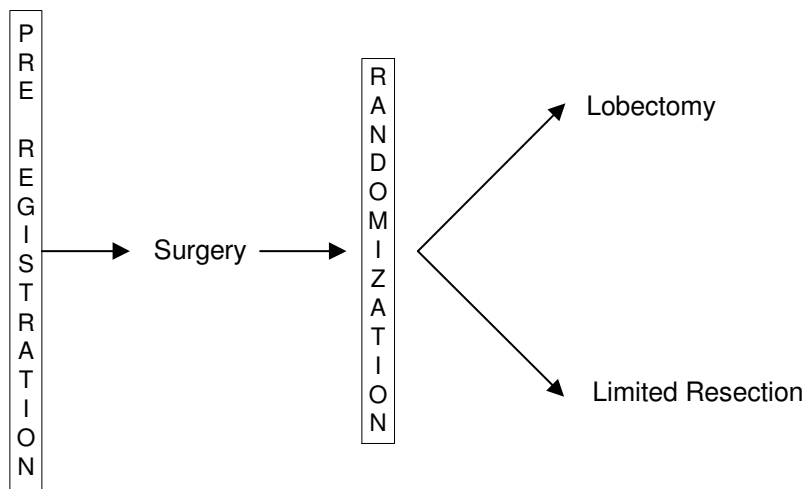 PRE REGISTRATION
Surgery
RANDOMIZATION
Lobectomy
Limited Resection